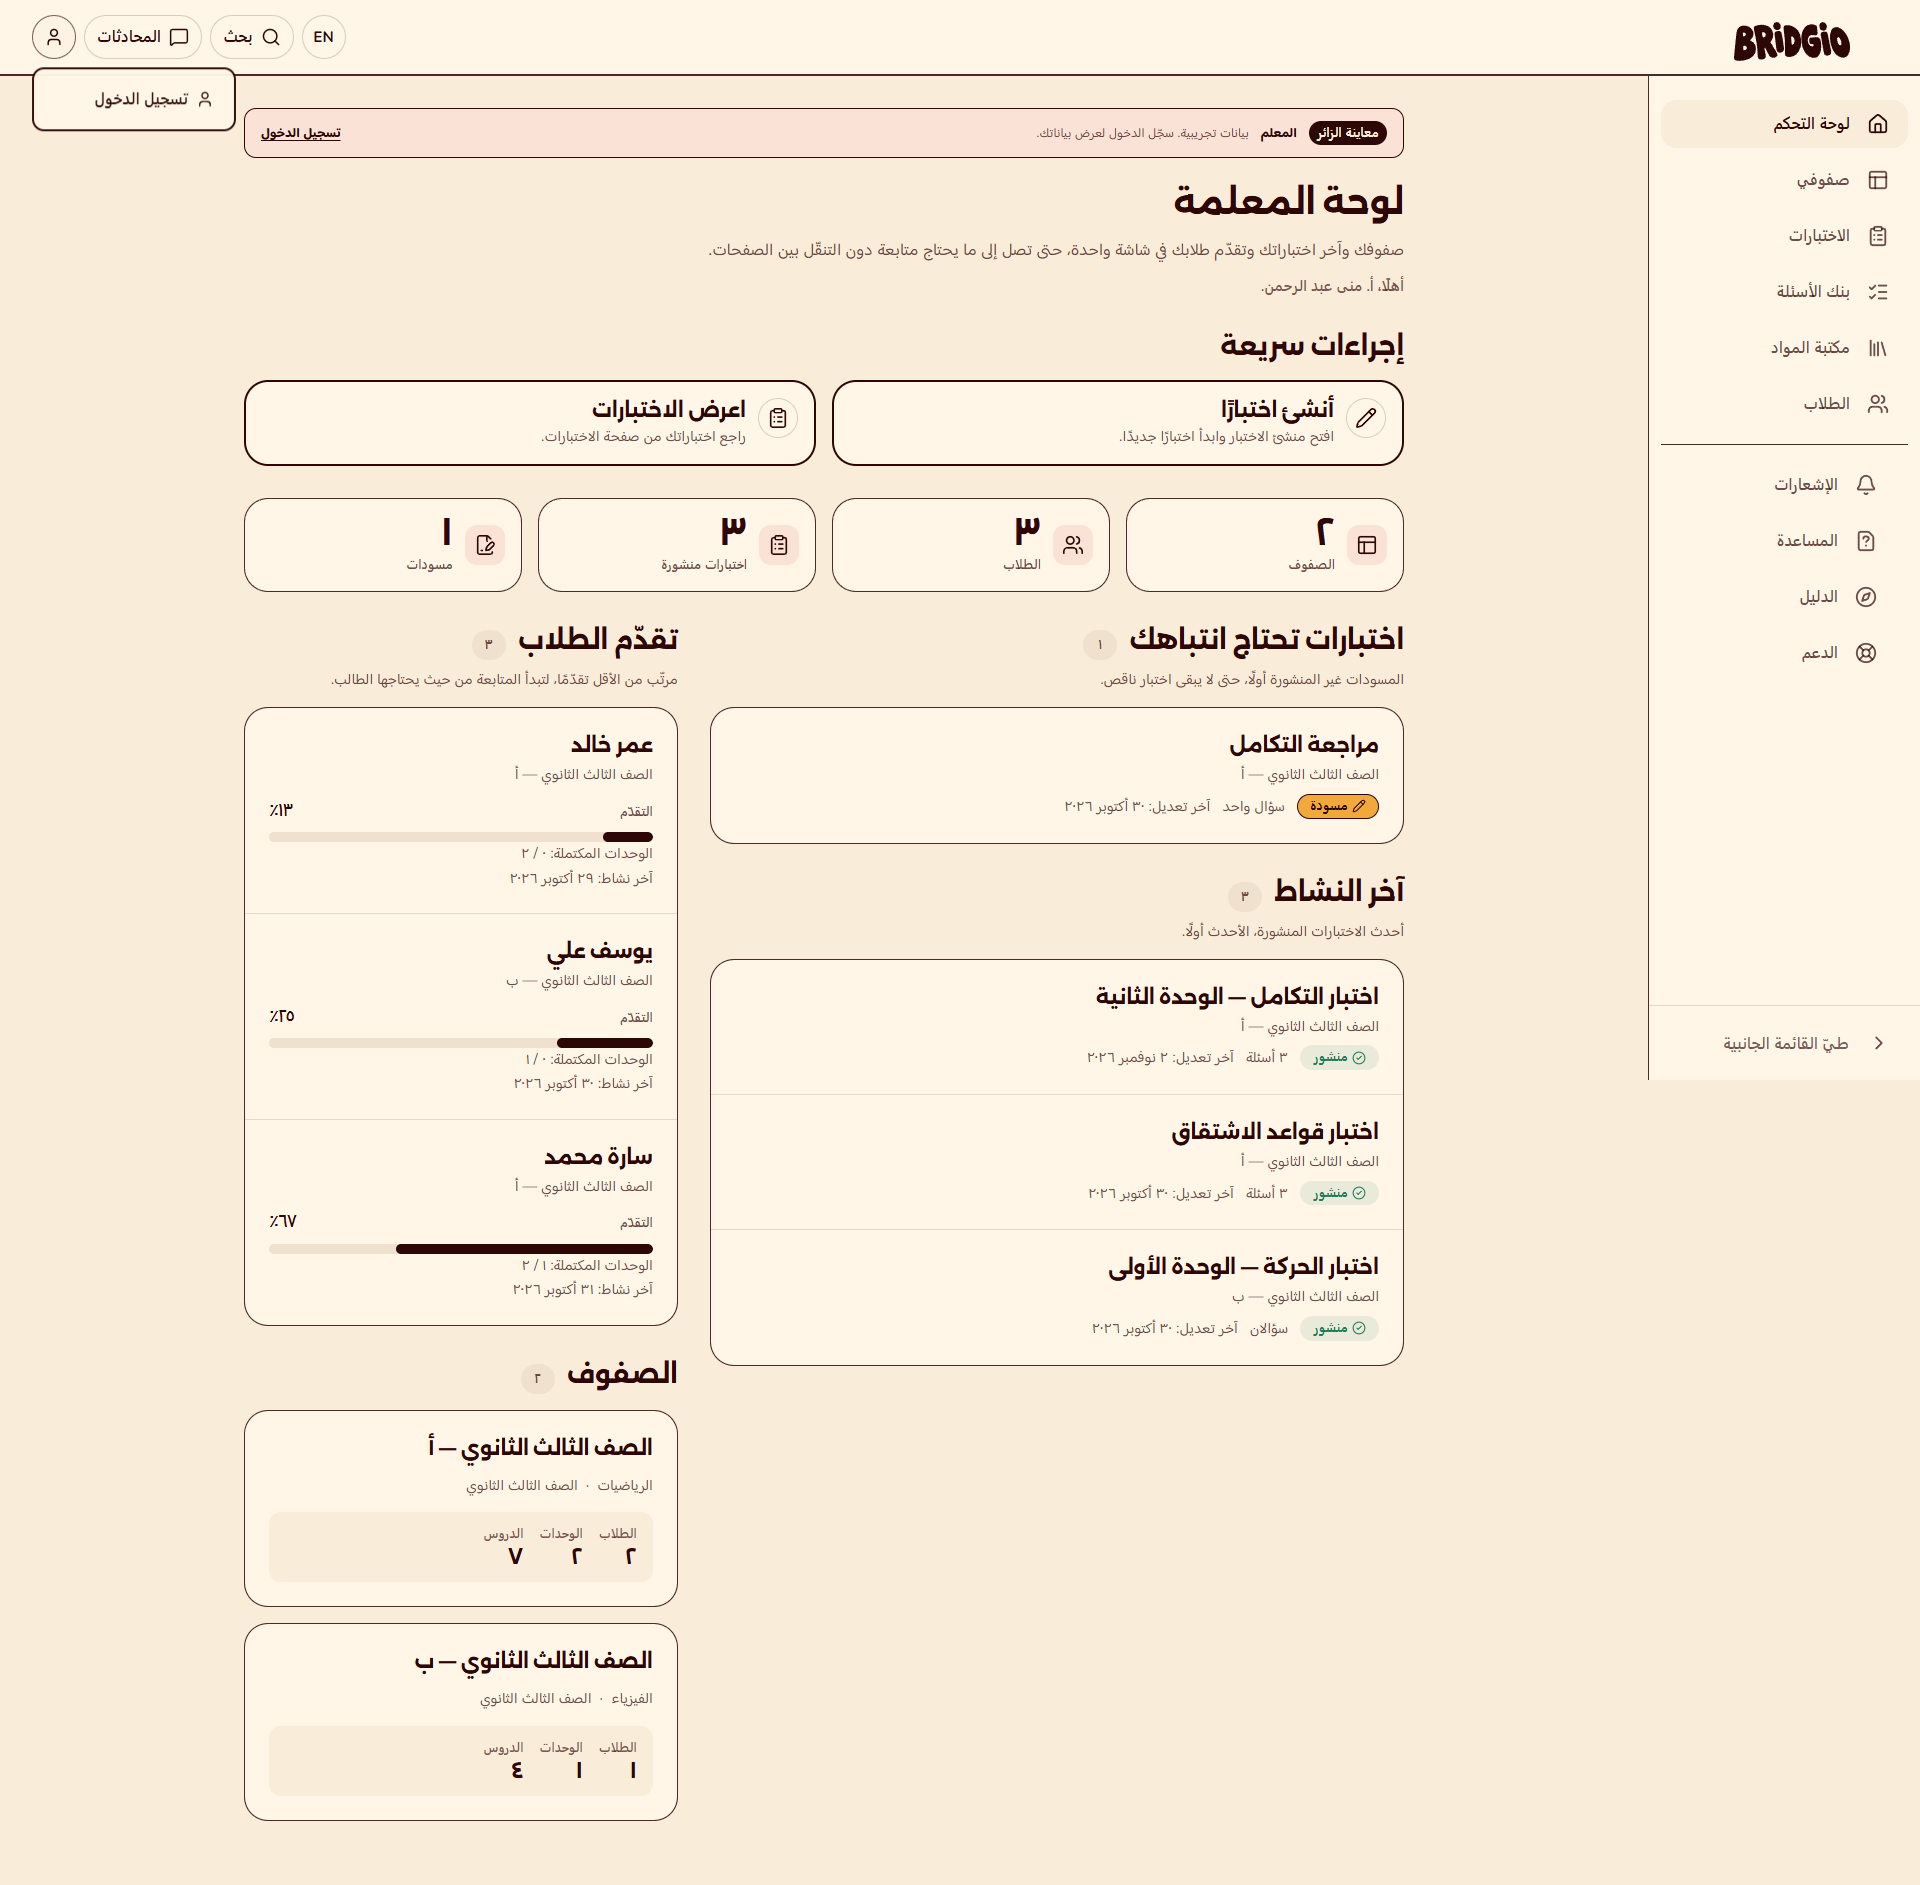 BRiDGiO
EN
بحث
المحادثات
تسجيل الدخول
لوحة التحكم
صفوفي
الاختبارات
بنك الأسئلة
مكتبة المواد
الطلاب
الإشعارات
المساعدة
الدليل
الدعم
طيّ القائمة الجانبية
معاينة الزائر المعلم بيانات تجريبية. سجّل الدخول لعرض بياناتك. تسجيل الدخول
لوحة المعلمة
صفوفك وآخر اختباراتك وتقدّم طلابك في شاشة واحدة، حتى تصل إلى ما يحتاج متابعة دون التنقّل بين الصفحات.
أهلًا، أ. منى عبد الرحمن.
إجراءات سريعة
أنشئ اختبارًا
افتح منشئ الاختبار وابدأ اختبارًا جديدًا.
اعرض الاختبارات
راجع اختباراتك من صفحة الاختبارات.
٢
الصفوف
٣
الطلاب
٣
اختبارات منشورة
١
مسودات
اختبارات تحتاج انتباهك ١
المسودات غير المنشورة أولًا، حتى لا يبقى اختبار ناقص.
مراجعة التكامل
الصف الثالث الثانوي — أ
مسودة سؤال واحد آخر تعديل: ٣٠ أكتوبر ٢٠٢٦
آخر النشاط ٣
أحدث الاختبارات المنشورة، الأحدث أولًا.
اختبار التكامل — الوحدة الثانية
الصف الثالث الثانوي — أ
منشور ٣ أسئلة آخر تعديل: ٢ نوفمبر ٢٠٢٦
اختبار قواعد الاشتقاق
الصف الثالث الثانوي — أ
منشور ٣ أسئلة آخر تعديل: ٣٠ أكتوبر ٢٠٢٦
اختبار الحركة — الوحدة الأولى
الصف الثالث الثانوي — ب
منشور سؤالان آخر تعديل: ٣٠ أكتوبر ٢٠٢٦
تقدّم الطلاب ٣
مرتّب من الأقل تقدّمًا، لتبدأ المتابعة من حيث يحتاجها الطالب.
عمر خالد
الصف الثالث الثانوي — أ
التقدّم ١٣٪
الوحدات المكتملة: ٠ / ٢
آخر نشاط: ٢٩ أكتوبر ٢٠٢٦
يوسف علي
الصف الثالث الثانوي — ب
التقدّم ٢٥٪
الوحدات المكتملة: ٠ / ١
آخر نشاط: ٣٠ أكتوبر ٢٠٢٦
سارة محمد
الصف الثالث الثانوي — أ
التقدّم ٦٧٪
الوحدات المكتملة: ١ / ٢
آخر نشاط: ٣١ أكتوبر ٢٠٢٦
الصفوف ٢
الصف الثالث الثانوي — أ
الرياضيات · الصف الثالث الثانوي
الطلاب الوحدات الدروس
٢ ٢ ٧
الصف الثالث الثانوي — ب
الفيزياء · الصف الثالث الثانوي
الطلاب الوحدات الدروس
١ ١ ٤